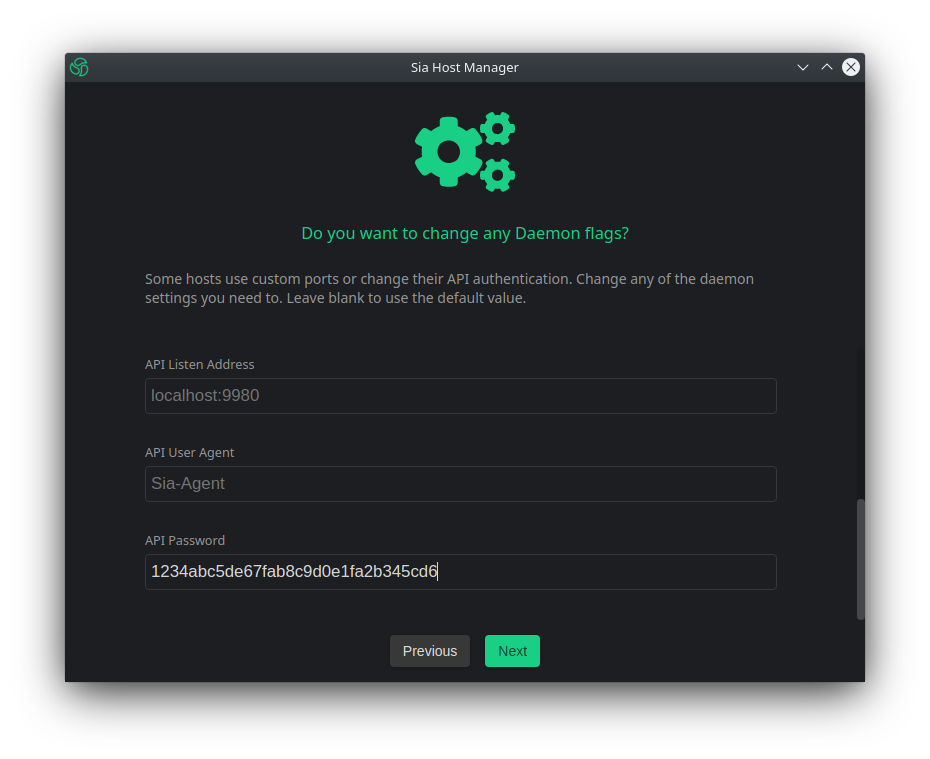 Sia Host Manager
Do you want to change any Daemon flags?
Some hosts use custom ports or change their API authentication. Change any of the daemon
settings you need to. Leave blank to use the default value.
API Listen Address
localhost:9980
API User Agent
Sia-Agent
API Password
1234abc5de67fab8c9d0e1fa2b345cd6
Previous
Next